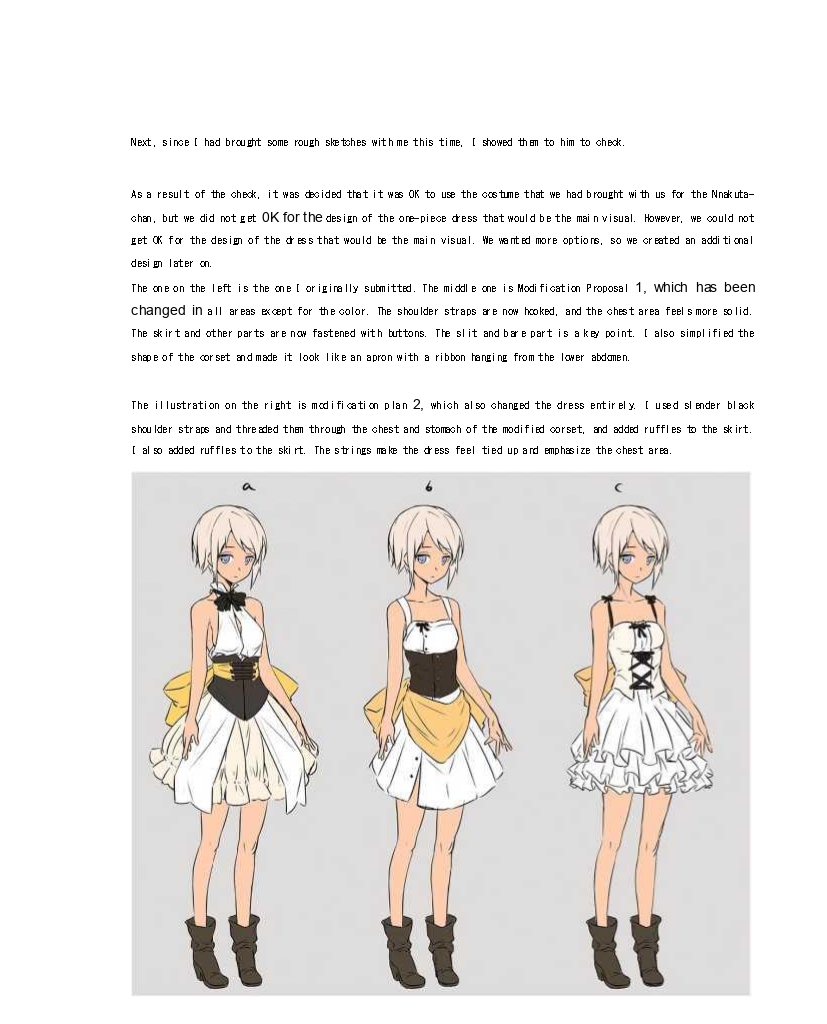 Next, since I had brought some rough sketches with me this time, I showed them to him to check.
As a result of the check, it was decided that it was OK to use the costume that we had brought with us for the Nnakuta-
chan, but we did not get OK for the design of the one-piece dress that would be the main visual. However, we could not
get OK for the design of the dress that would be the main visual. We wanted more options, so we created an additional
design later on.
The one on the left is the one I originally submitted. The middle one is Modification Proposal 1, which has been
changed in all areas except for the color. The shoulder straps are now hooked, and the chest area feels more solid.
The skirt and other parts are now fastened with buttons. The slit and bare part is a key point. I also simplified the
shape of the corset and made it look like an apron with a ribbon hanging from the lower abdomen.
The illustration on the right is modification plan 2, which also changed the dress entirely. I used slender black
shoulder straps and threaded them through the chest and stomach of the modified corset, and added ruffles to the skirt.
I also added ruffles to the skirt. The strings make the dress feel tied up and emphasize the chest area.
a b c